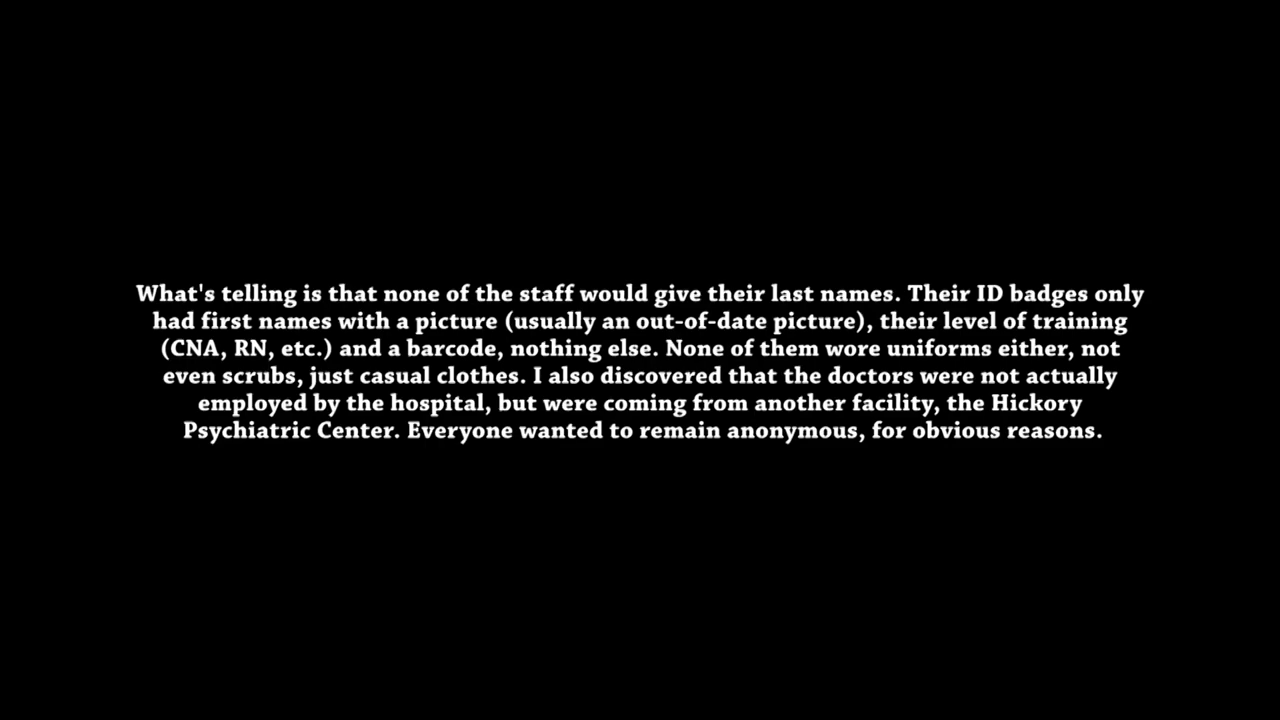 What's telling is that none of the staff would give their last names. Their ID badges only
had first names with a picture (usually an out-of-date picture), their level of training
(CNA, RN, etc.) and a barcode, nothing else. None of them wore uniforms either, not
even scrubs, just casual clothes. I also discovered that the doctors were not actually
employed by the hospital, but were coming from another facility, the Hickory
Psychiatric Center. Everyone wanted to remain anonymous, for obvious reasons.